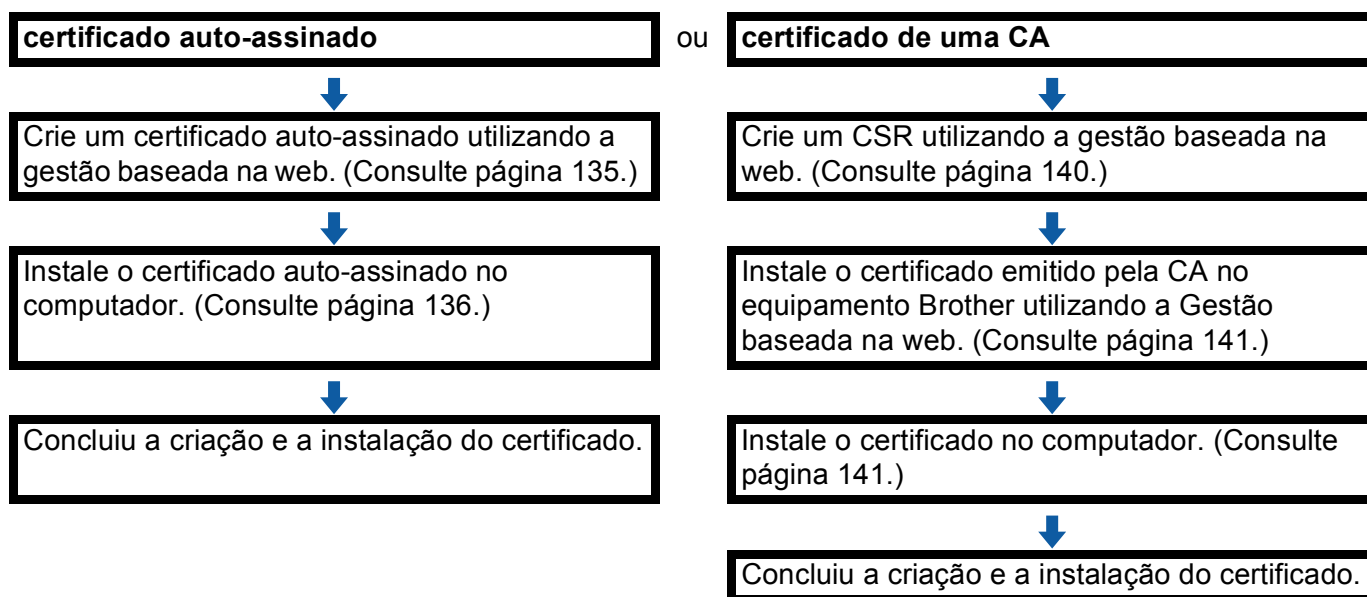 certificado auto-assinado
ou
certificado de uma CA
Crie um certificado auto-assinado utilizando a
gestão baseada na web. (Consulte página 135.)
Crie um CSR utilizando a gestão baseada na
web. (Consulte página 140.)
Instale o certificado auto-assinado no
computador. (Consulte página 136.)
Instale o certificado emitido pela CA no
equipamento Brother utilizando a Gestão
baseada na web. (Consulte página 141.)
Concluiu a criação e a instalação do certificado.
Instale o certificado no computador. (Consulte
página 141.)
Concluiu a criação e a instalação do certificado.